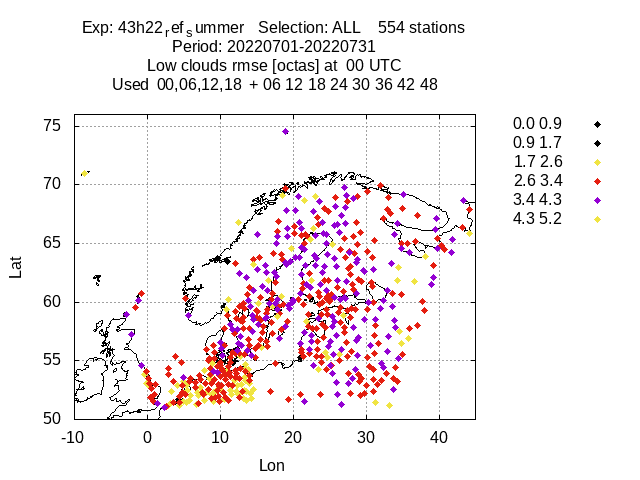 Exp: 43h22ref_summer Selection: ALL 554 stations
Period: 20220701-20220731
Low clouds rmse [octas] at 00 UTC
Used 00,06,12,18 + 06 12 18 24 30 36 42 48
0.0 0.9
0.9 1.7
1.7 2.6
2.6 3.4
3.4 4.3
4.3 5.2
75
70
65
60
55
50
Lat
-10 0 10 20 30 40
Lon